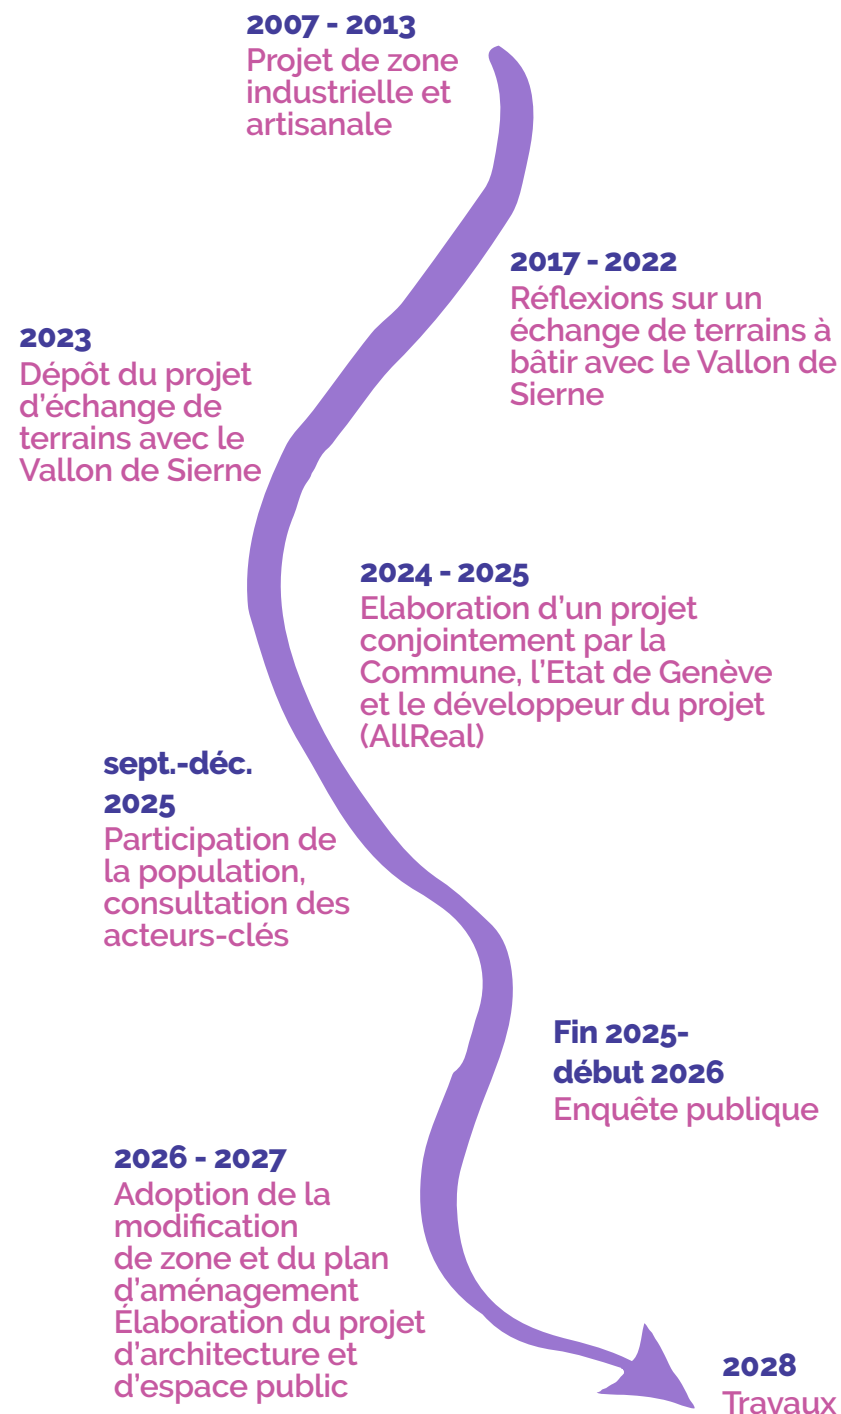 2007 - 2013
Projet de zone
industrielle et
artisanale
2017 - 2022
Réflexions sur un
échange de terrains à
bâtir avec le Vallon de
Sierne
2023
Dépôt du projet
d'échange de
terrains avec le
Vallon de Sierne
2024 - 2025
Elaboration d'un projet
conjointement par la
Commune, l'Etat de Genève
et le développeur du projet
(AllReal)
sept.-déc.
2025
Participation de
la population,
consultation des
acteurs-clés
Fin 2025-
début 2026
Enquête publique
2026 - 2027
Adoption de la
modification
de zone et du plan
d'aménagement
Élaboration du projet
d'architecture et
d'espace public
2028
Travaux